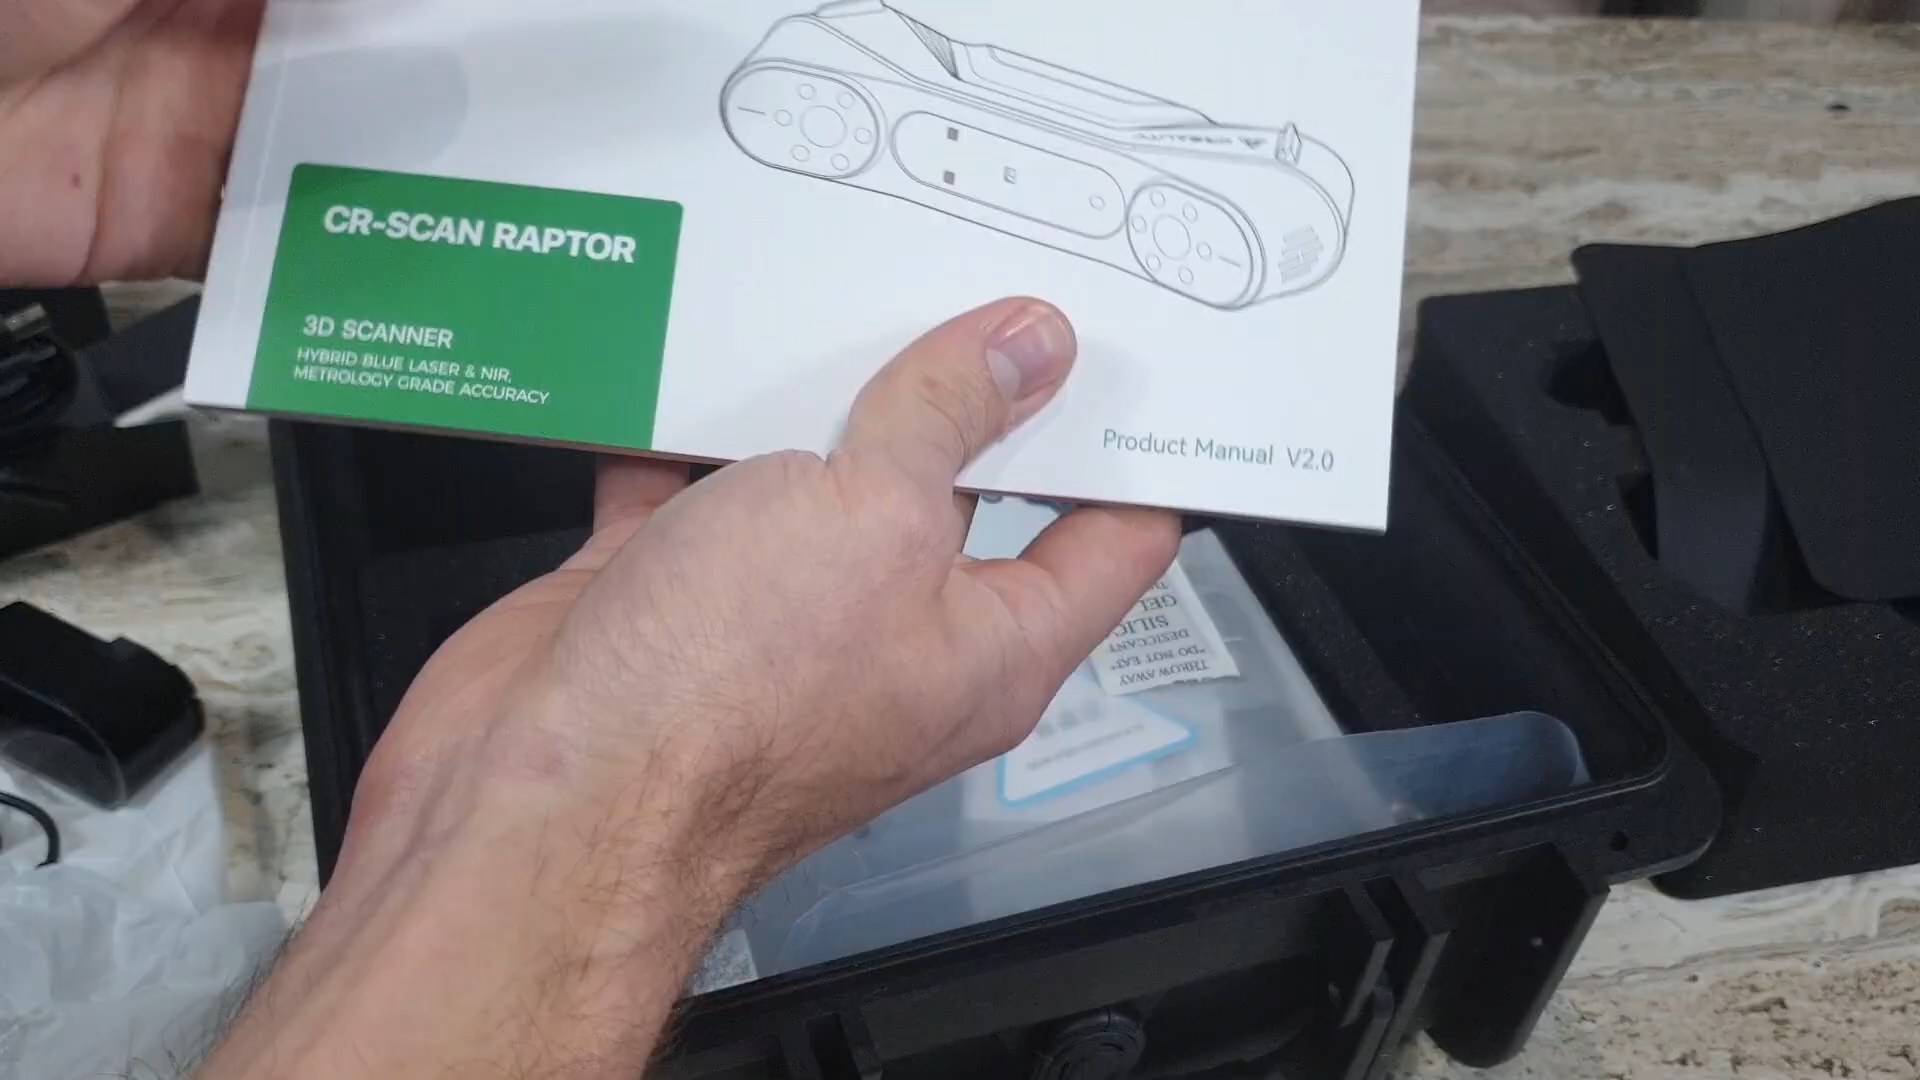 CR-SCAN RAPTOR
3D SCANNER
HYBRID BLUE LASER & NIR,
METROLOGY GRADE ACCURACY
Product Manual V2.0
THROW AWAY
"DO NOT EAT"
DESICCANT
GEL